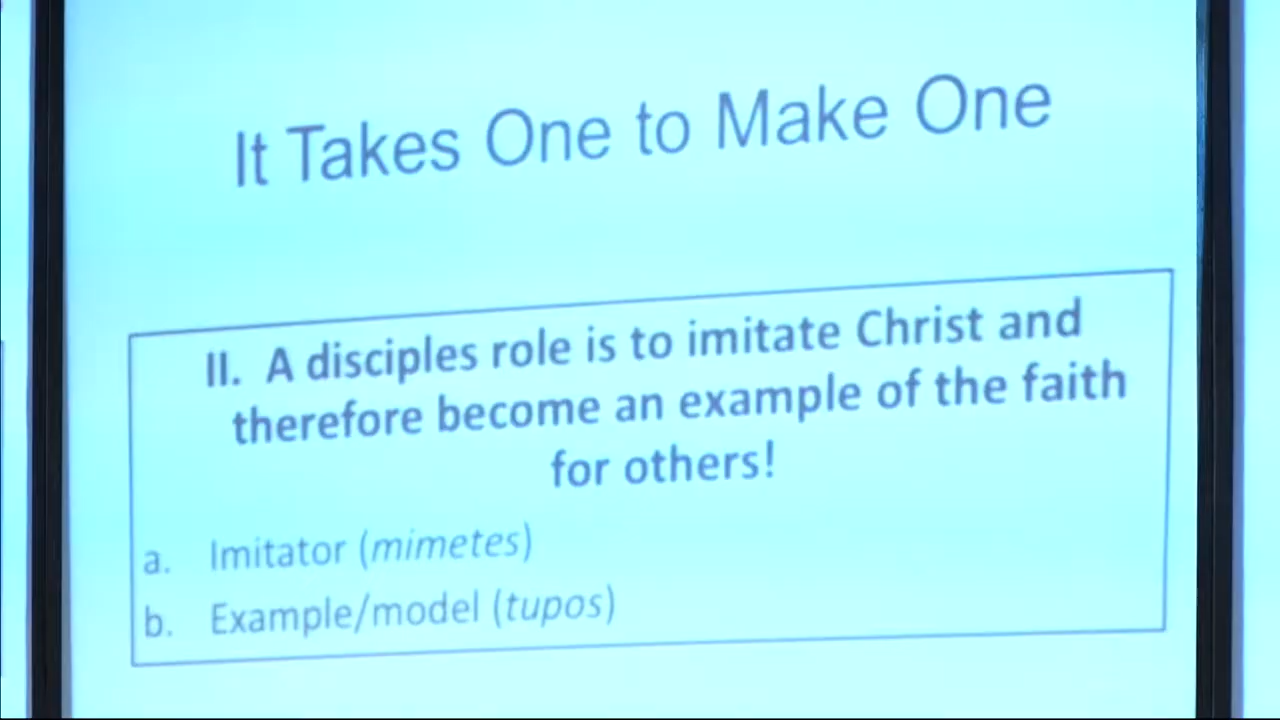 It Takes One to Make One
II. A disciples role is to imitate Christ and
therefore become an example of the faith
for others!
a. Imitator (mimetes)
b. Example/model (tupos)